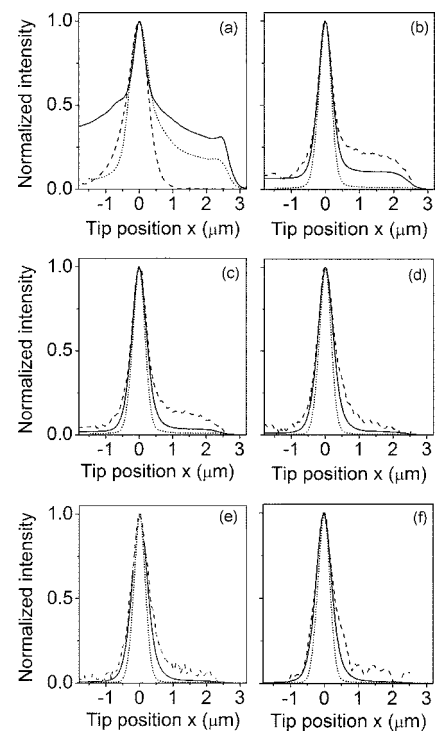 (a)
Normalized intensity
1.0
0.5
0.0
-1 0 1 2 3
Tip position x (μm)
(b)
-1 0 1 2 3
Tip position x (μm)
(c)
Normalized intensity
1.0
0.5
0.0
-1 0 1 2 3
Tip position x (μm)
(d)
-1 0 1 2 3
Tip position x (μm)
(e)
Normalized intensity
1.0
0.5
0.0
-1 0 1 2 3
Tip position x (μm)
(f)
-1 0 1 2 3
Tip position x (μm)